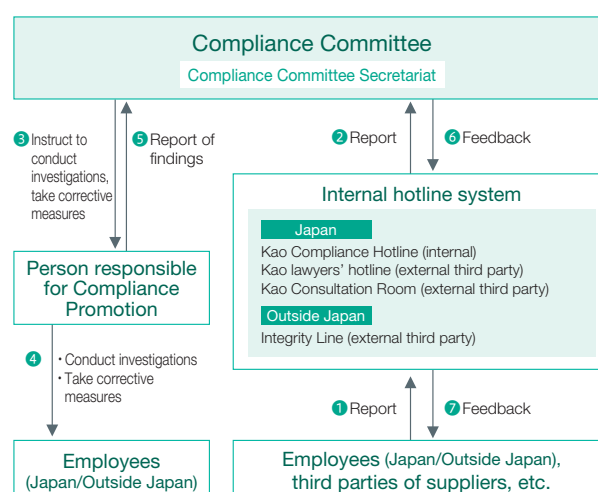 Compliance Committee
Compliance Committee Secretariat
3 Instruct to
conduct
investigations,
take corrective
measures
5 Report of
findings
2 Report
6 Feedback
Internal hotline system
Japan
Kao Compliance Hotline (internal)
Kao lawyers' hotline (external third party)
Kao Consultation Room (external third party)
Outside Japan
Integrity Line (external third party)
Person responsible
for Compliance
Promotion
4 ・Conduct investigations
・Take corrective
measures
1 Report
7 Feedback
Employees
(Japan/Outside Japan)
Employees (Japan/Outside Japan),
third parties of suppliers, etc.